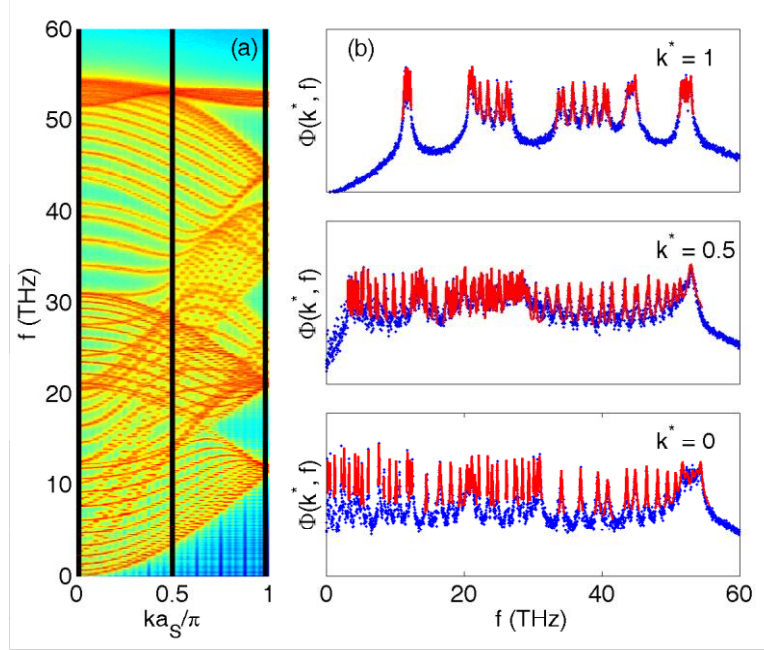 (a)
60
50
40
30
20
10
0
f (THz)
0
0.5
1
ka_S/π
(b)
k* = 1
Φ(k*, f)
k* = 0.5
Φ(k*, f)
k* = 0
Φ(k*, f)
0
20
40
60
f (THz)